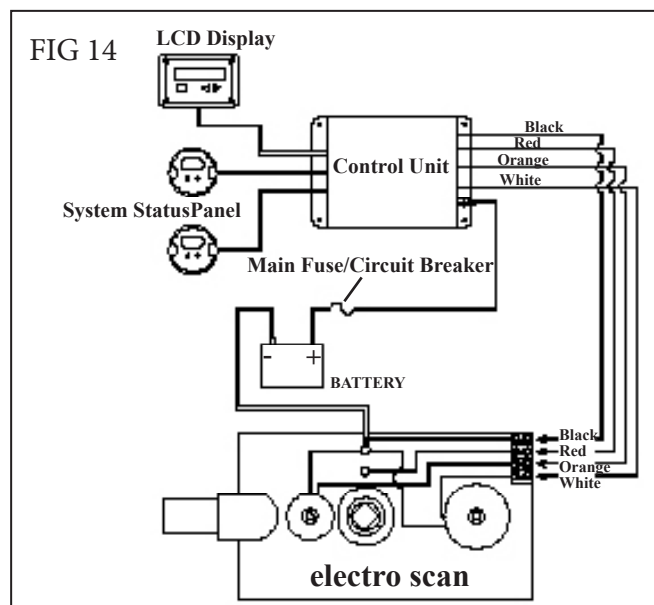 FIG 14
LCD Display
Control Unit
Black
Red
Orange
White
System StatusPanel
Main Fuse/Circuit Breaker
- +
BATTERY
Black
Red
Orange
White
electro scan